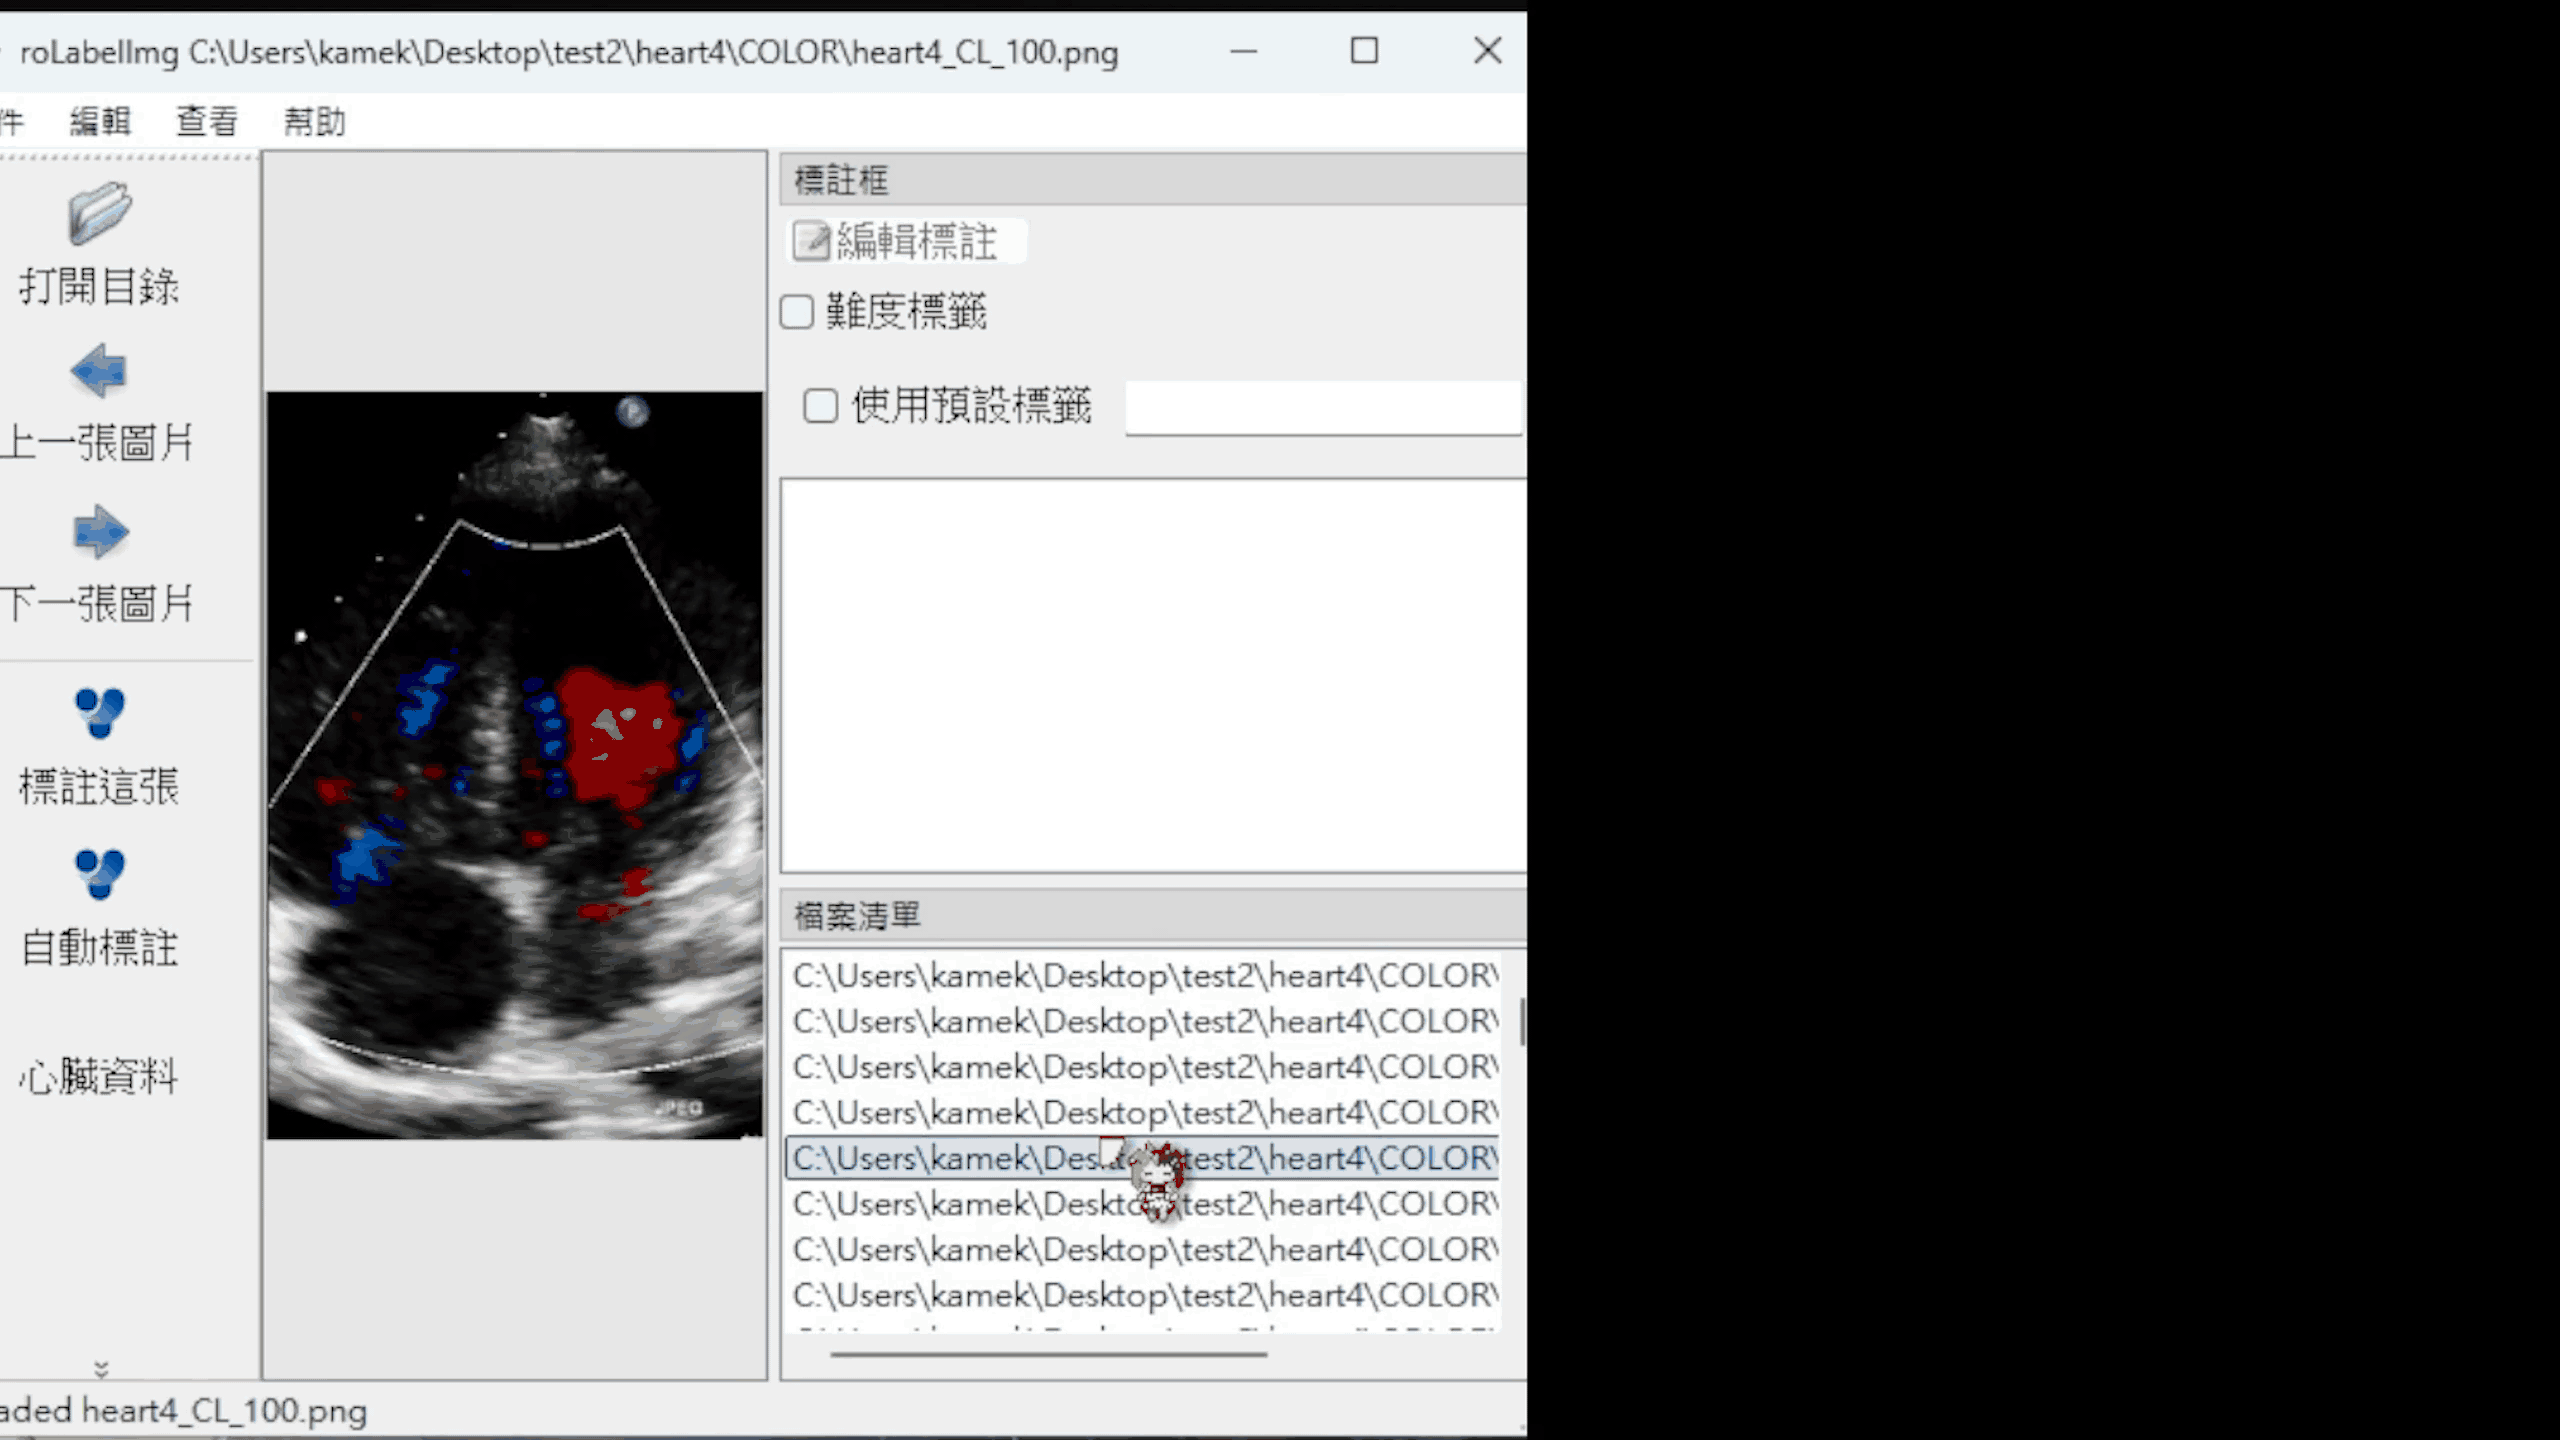 roLabelImg C:\Users\kamek\Desktop\test2\heart4\COLOR\heart4_CL_100.png
件 編輯 查看 幫助
打開目錄
上一張圖片
下一張圖片
標註這張
自動標註
心臟資料
P
JPEG
標註框
編輯標註
難度標籤
使用預設標籤
檔案清單
C:\Users\kamek\Desktop\test2\heart4\COLOR\
C:\Users\kamek\Desktop\test2\heart4\COLOR\
C:\Users\kamek\Desktop\test2\heart4\COLOR\
C:\Users\kamek\Desktop\test2\heart4\COLOR\
C:\Users\kamek\Desktop\test2\heart4\COLOR\
C:\Users\kamek\Desktop\test2\heart4\COLOR\
C:\Users\kamek\Desktop\test2\heart4\COLOR\
C:\Users\kamek\Desktop\test2\heart4\COLOR\
aded heart4_CL_100.png